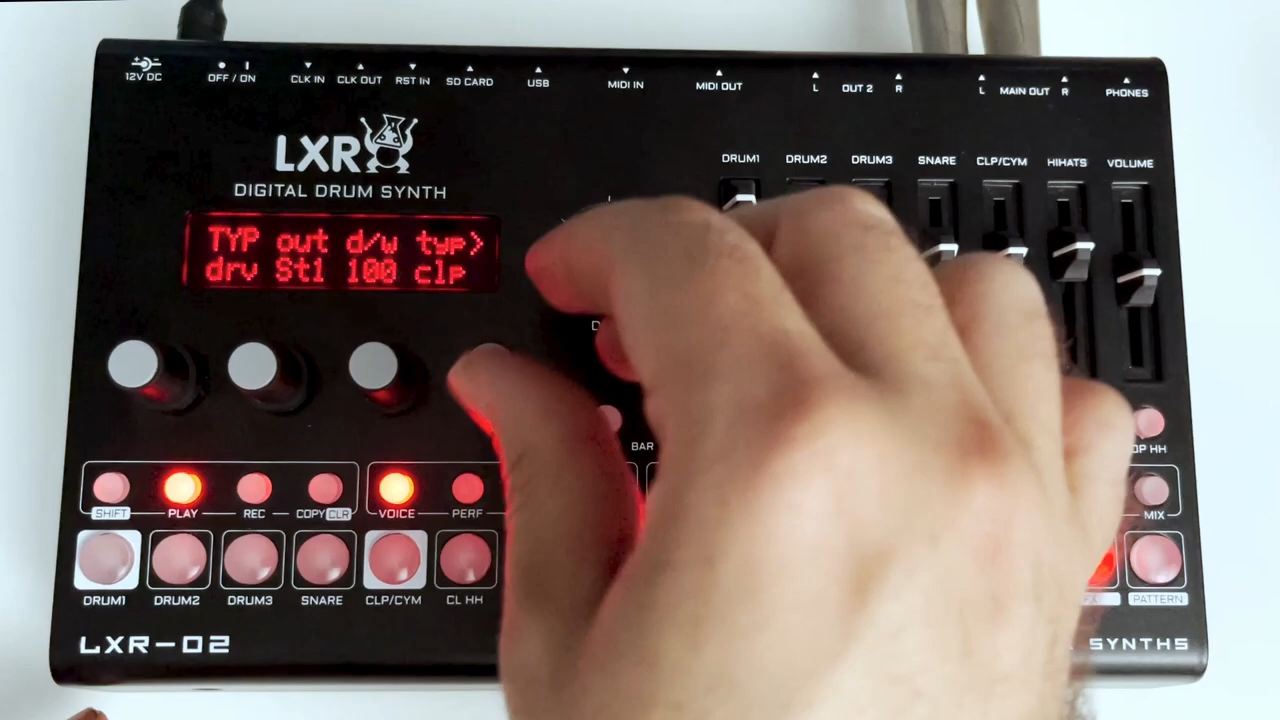 12V DC OFF / ON CLK IN CLK OUT RST IN SD CARD USB MIDI IN MIDI OUT L OUT 2 R L MAIN OUT R PHONES
LXR
DIGITAL DRUM SYNTH
DRUM1 DRUM2 DRUM3 SNARE CLP/CYM HIHATS VOLUME
TYP out d/w typ>
drv St1 100 clp
BAR
SHIFT PLAY REC COPY CLR VOICE PERF
MIX
DRUM1 DRUM2 DRUM3 SNARE CLP/CYM CL HH
PATTERN
LXR-02
SYNTHS